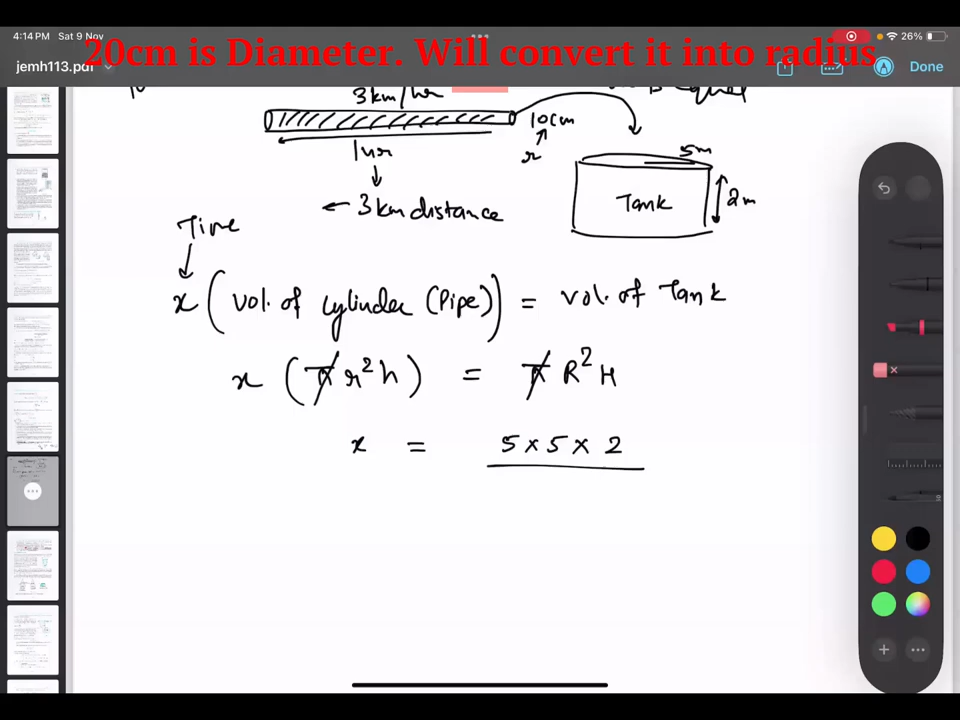 4:14 PM Sat 9 Nov
26%
20cm is Diameter. Will convert it into radius
jemh113.pdf
Done
3km/hr
10cm
r
5m
1hr
Tank
2m
3km distance
Time
x (vol. of cylinder (Pipe)) = vol. of Tank
x (πr²h) = πR²H
x = 5 × 5 × 2